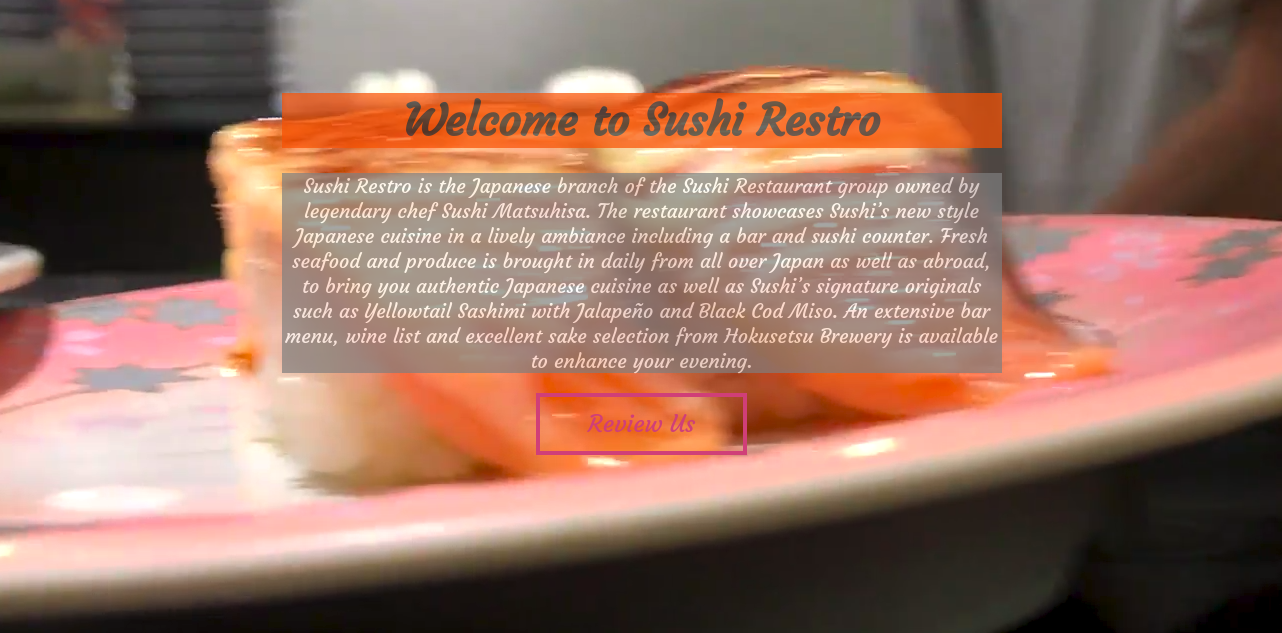 Welcome to Sushi Restro
Sushi Restro is the Japanese branch of the Sushi Restaurant group owned by
legendary chef Sushi Matsuhisa. The restaurant showcases Sushi's new style
Japanese cuisine in a lively ambiance including a bar and sushi counter. Fresh
seafood and produce is brought in daily from all over Japan as well as abroad,
to bring you authentic Japanese cuisine as well as Sushi's signature originals
such as Yellowtail Sashimi with Jalapeño and Black Cod Miso. An extensive bar
menu, wine list and excellent sake selection from Hokusetsu Brewery is available
to enhance your evening.
Review Us